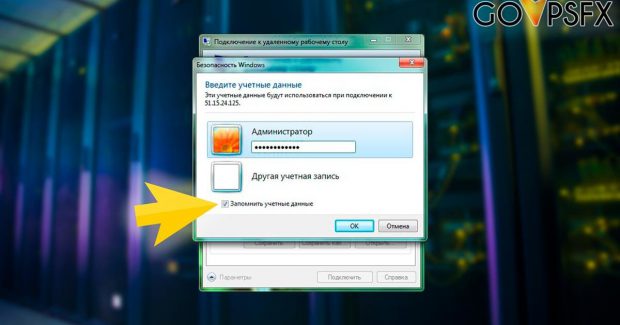 GOVPSFX
Подключение к удаленному рабочему столу
Безопасность Windows
Введите учетные данные
Эти учетные данные будут использоваться при подключении к
51.15.24.125.
Администратор
••••••••••••
Другая учетная запись
Запомнить учетные данные
ОК
Отмена
Сохранить
Сохранить как
Открыть...
Параметры
Подключить
Справка